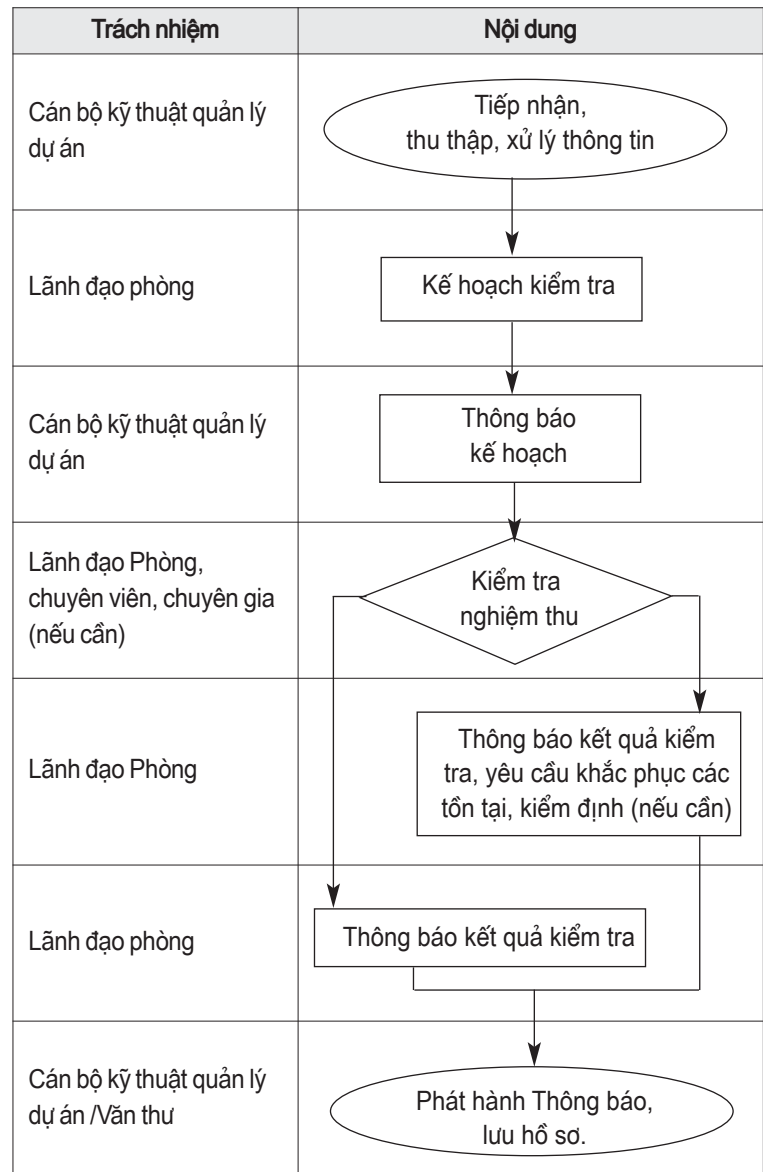 Trách nhiệm
Nội dung
Cán bộ kỹ thuật quản lý
dự án
Tiếp nhận,
thu thập, xử lý thông tin
Lãnh đạo phòng
Kế hoạch kiểm tra
Cán bộ kỹ thuật quản lý
dự án
Thông báo
kế hoạch
Lãnh đạo Phòng,
chuyên viên, chuyên gia
(nếu cần)
Kiểm tra
nghiệm thu
Lãnh đạo Phòng
Thông báo kết quả kiểm
tra, yêu cầu khắc phục các
tồn tại, kiểm định (nếu cần)
Lãnh đạo phòng
Thông báo kết quả kiểm tra
Cán bộ kỹ thuật quản lý
dự án /Văn thư
Phát hành Thông báo,
lưu hồ sơ.